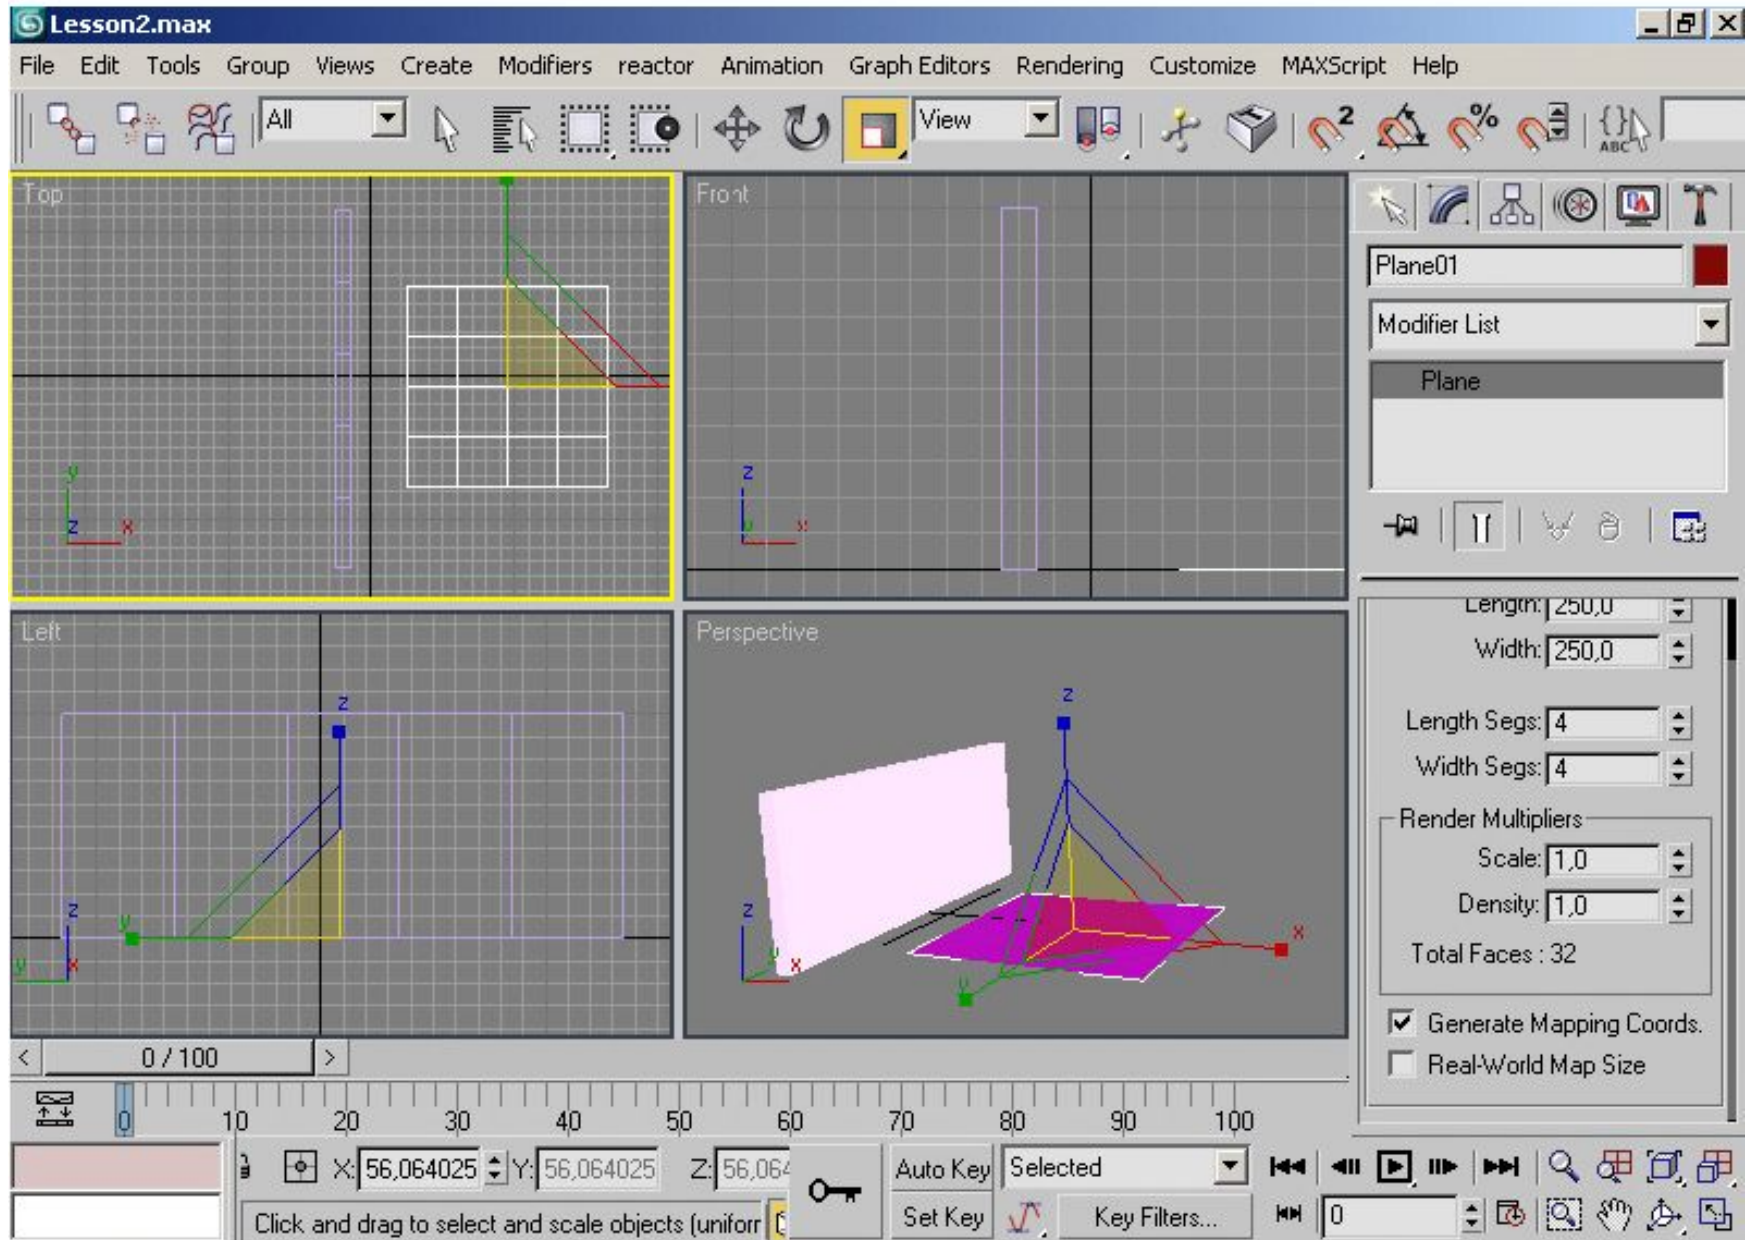 Lesson2.max
File Edit Tools Group Views Create Modifiers reactor Animation Graph Editors Rendering Customize MAXScript Help
All View 2 % ABC
Top
Front
y
z x
z
y x
Plane01
Modifier List
Plane
Length: 250,0
Width: 250,0
Length Segs: 4
Width Segs: 4
Render Multipliers
Scale: 1,0
Density: 1,0
Total Faces : 32
Generate Mapping Coords.
Real-World Map Size
Left
Perspective
z
y
z
y x
z
x
y
z
y x
< 0 / 100 >
0 10 20 30 40 50 60 70 80 90 100
X: 56,064025 Y: 56,064025 Z: 56,064
Auto Key Selected
Click and drag to select and scale objects (uniforr
Set Key Key Filters... 0